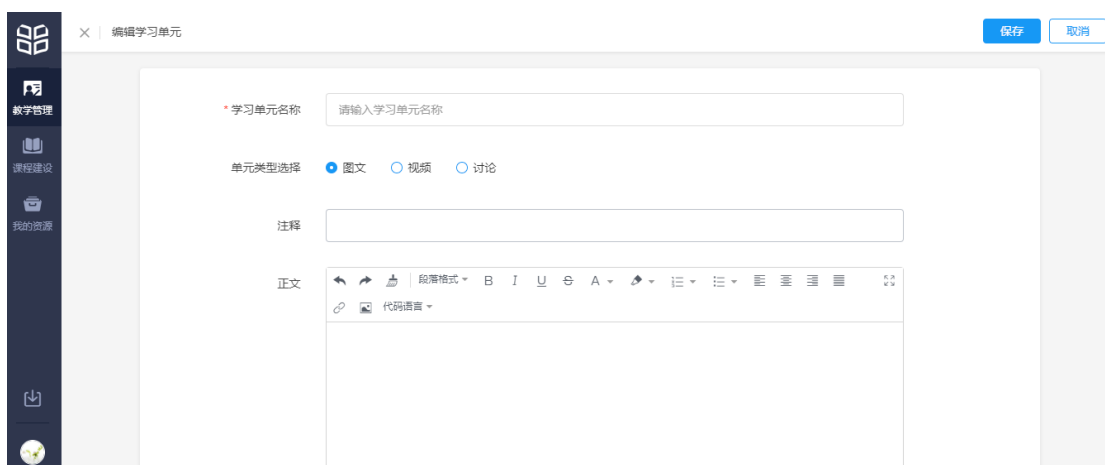 编辑学习单元
保存
取消
教学管理
课程建设
我的资源
* 学习单元名称
请输入学习单元名称
单元类型选择
图文 视频 讨论
注释
正文
段落格式 B I U S A
代码语言